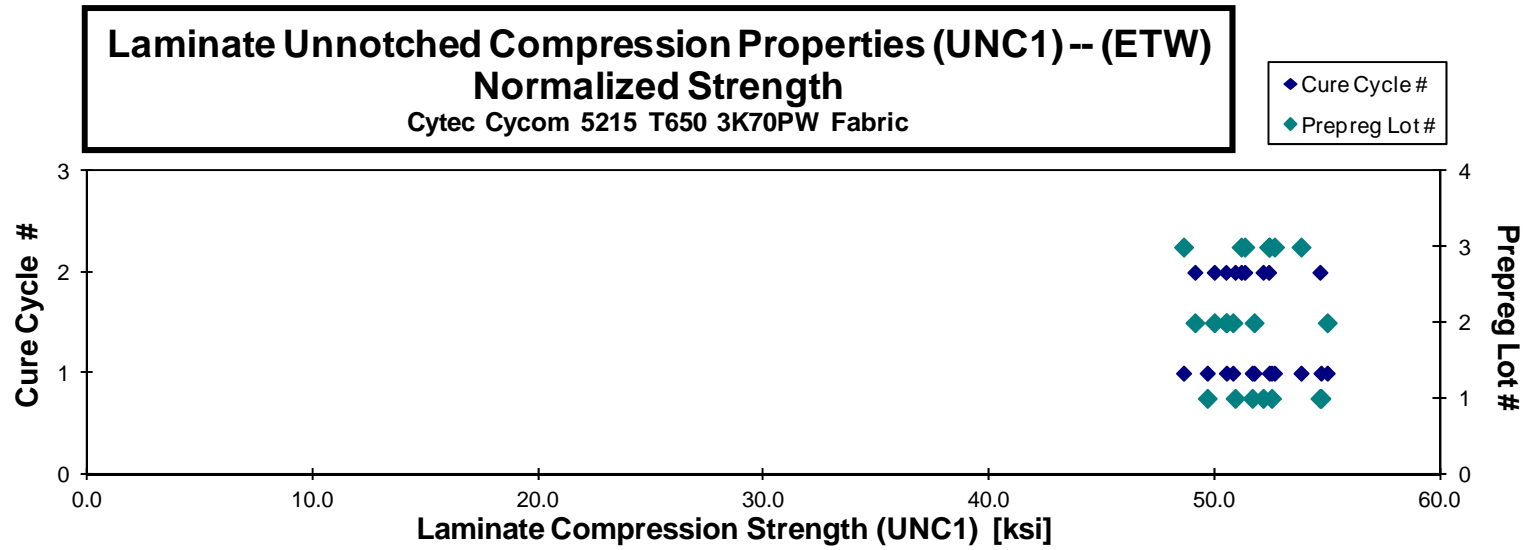 Laminate Unnotched Compression Properties (UNC1) -- (ETW)
Normalized Strength
Cytec Cycom 5215 T650 3K70PW Fabric
Cure Cycle #
Prepreg Lot #
3
2
1
0
Cure Cycle #
4
3
2
1
0
Prepreg Lot #
0.0 10.0 20.0 30.0 40.0 50.0 60.0
Laminate Compression Strength (UNC1) [ksi]